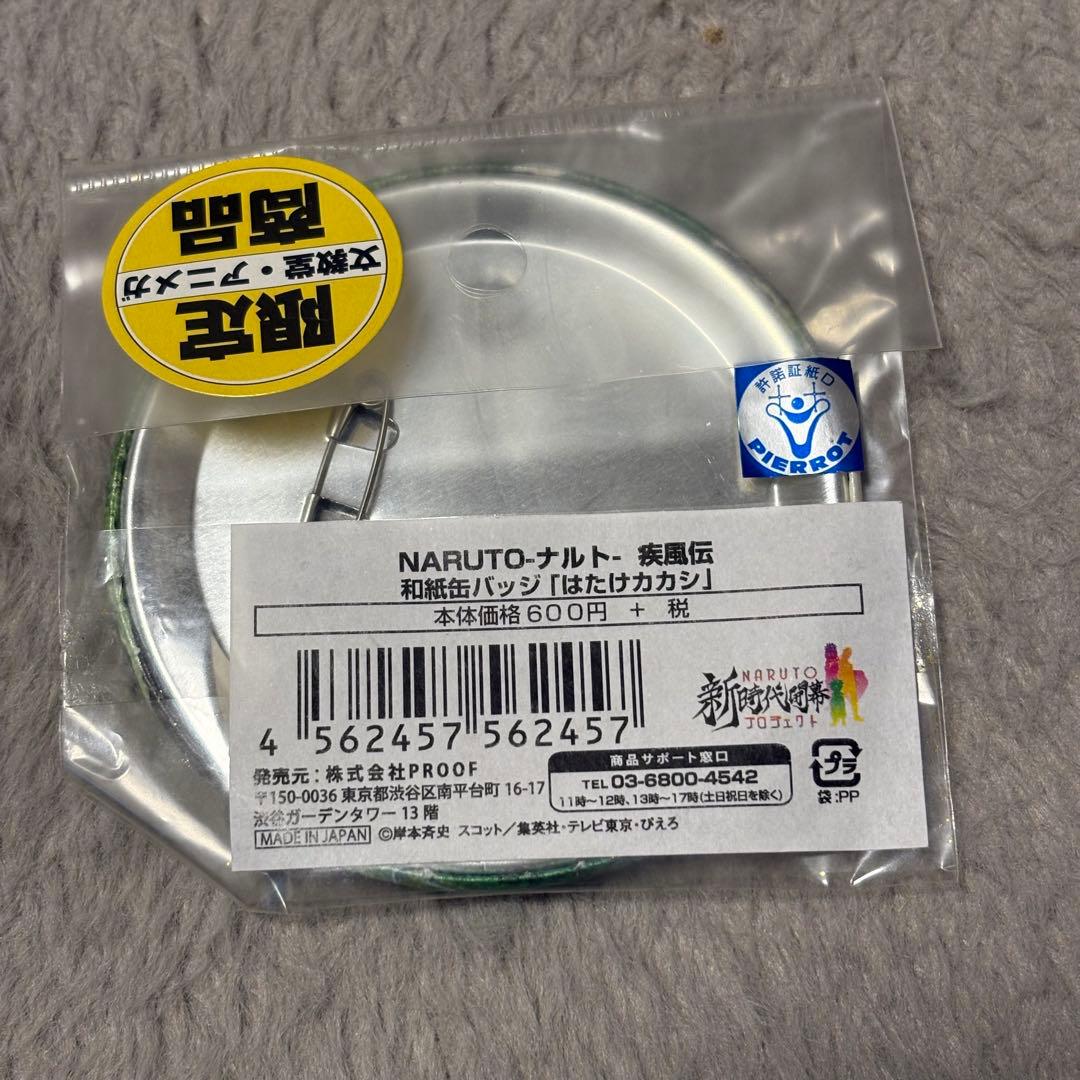 限定
文教堂・アニメガ
商品
許諾証紙D
PIERROT
NARUTO-ナルト- 疾風伝
和紙缶バッジ「はたけカカシ」
本体価格600円 + 税
4 562457 562457
NARUTO
新時代開幕
プロジェクト
発売元:株式会社PROOF
〒150-0036 東京都渋谷区南平台町 16-17
渋谷ガーデンタワー 13 階
MADE IN JAPAN ©岸本斉史 スコット/集英社・テレビ東京・ぴえろ
商品サポート窓口
TEL 03-6800-4542
11時~12時、13時~17時(土日祝日を除く)
プラ
袋:PP